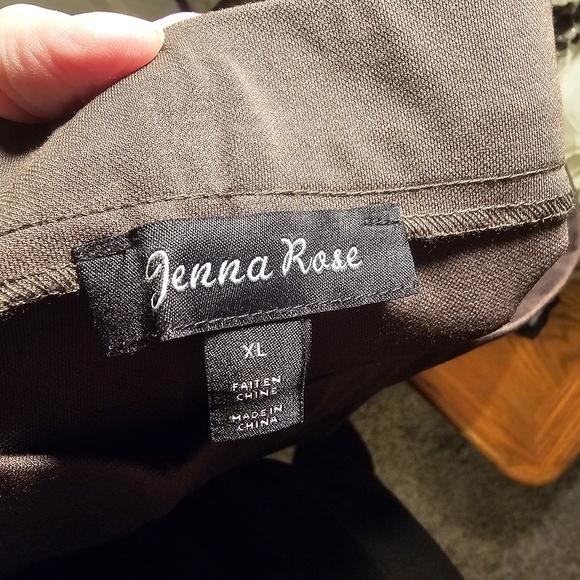 Jenna Rose
XL
FAIT EN
CHINE
MADE IN
CHINA